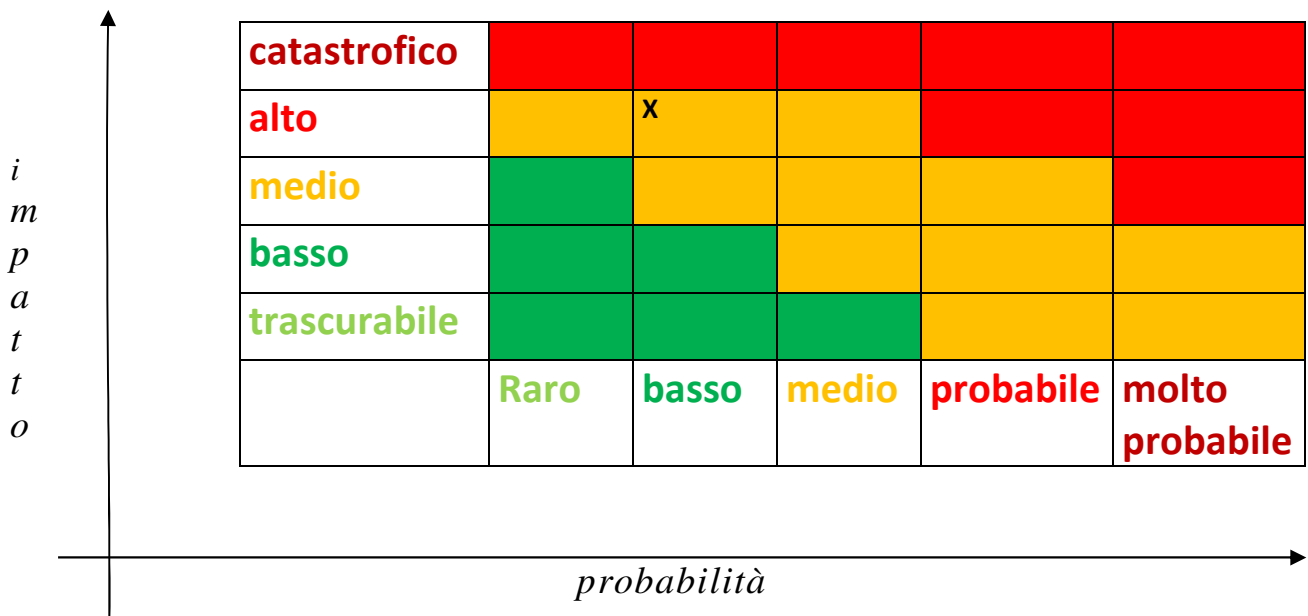 i
m
p
a
t
t
o
catastrofico
alto X
medio
basso
trascurabile
Raro basso medio probabile molto
probabile
probabilità